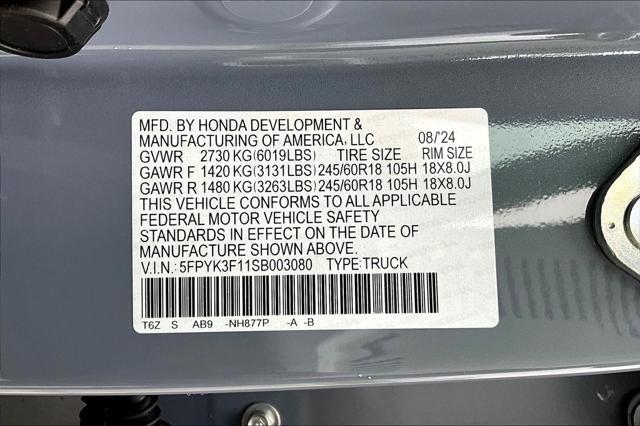 MFD. BY HONDA DEVELOPMENT &
MANUFACTURING OF AMERICA, LLC 08/'24
GVWR 2730 KG(6019LBS) TIRE SIZE RIM SIZE
GAWR F 1420 KG(3131LBS) 245/60R18 105H 18X8.0J
GAWR R 1480 KG(3263LBS) 245/60R18 105H 18X8.0J
THIS VEHICLE CONFORMS TO ALL APPLICABLE
FEDERAL MOTOR VEHICLE SAFETY
STANDARDS IN EFFECT ON THE DATE OF
MANUFACTURE SHOWN ABOVE.
V.I.N.: 5FPYK3F11SB003080 TYPE:TRUCK
T6Z S AB9 -NH877P -A -B